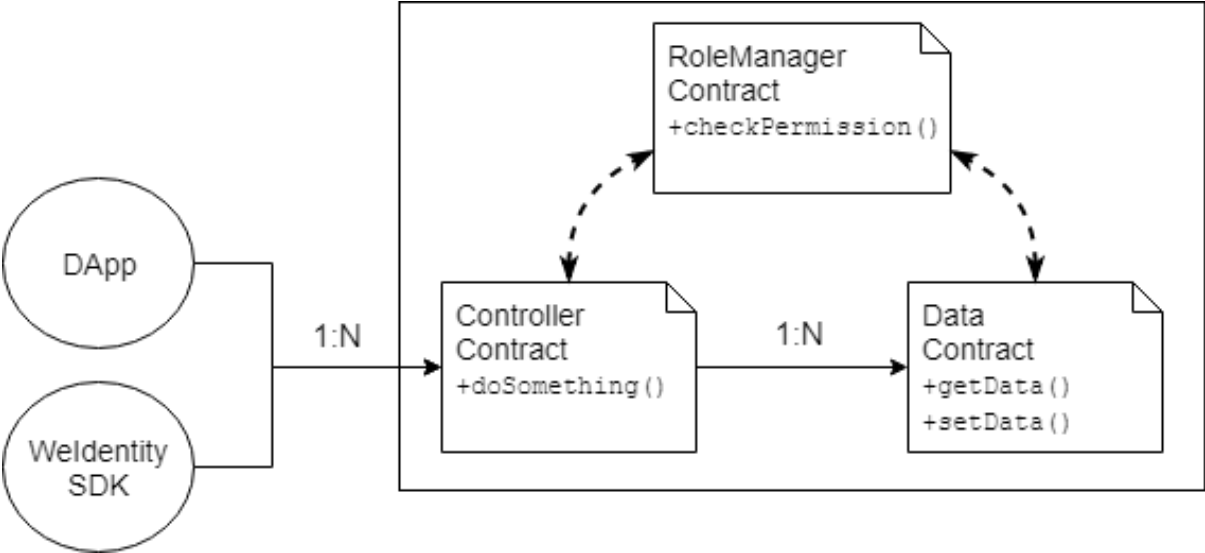 RoleManager
Contract
+checkPermission()
DApp
1:N
Controller
Contract
+doSomething()
1:N
Data
Contract
+getData()
+setData()
WeIdentity
SDK